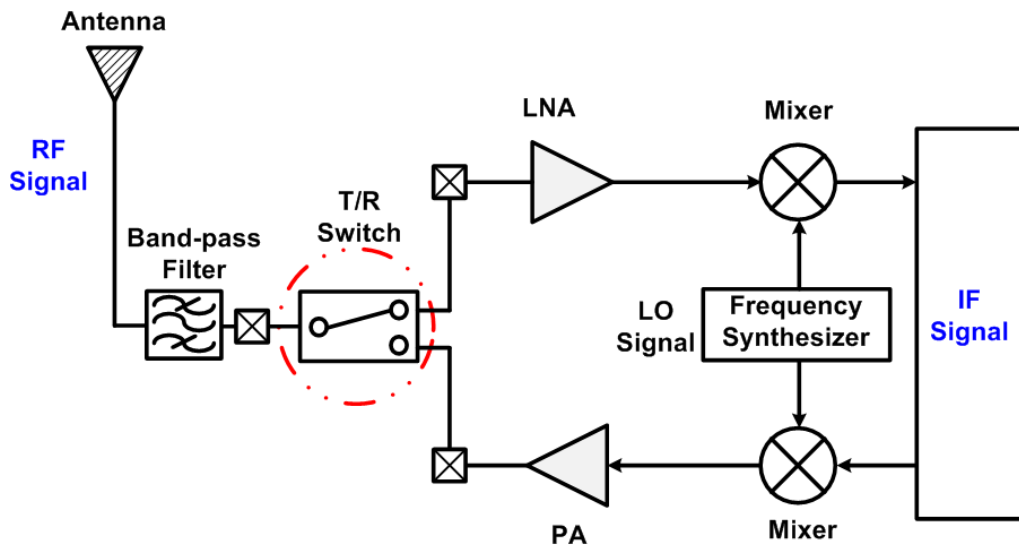 Antenna
RF
Signal
Band-pass
Filter
T/R
Switch
LNA
Mixer
LO
Signal
Frequency
Synthesizer
IF
Signal
PA
Mixer